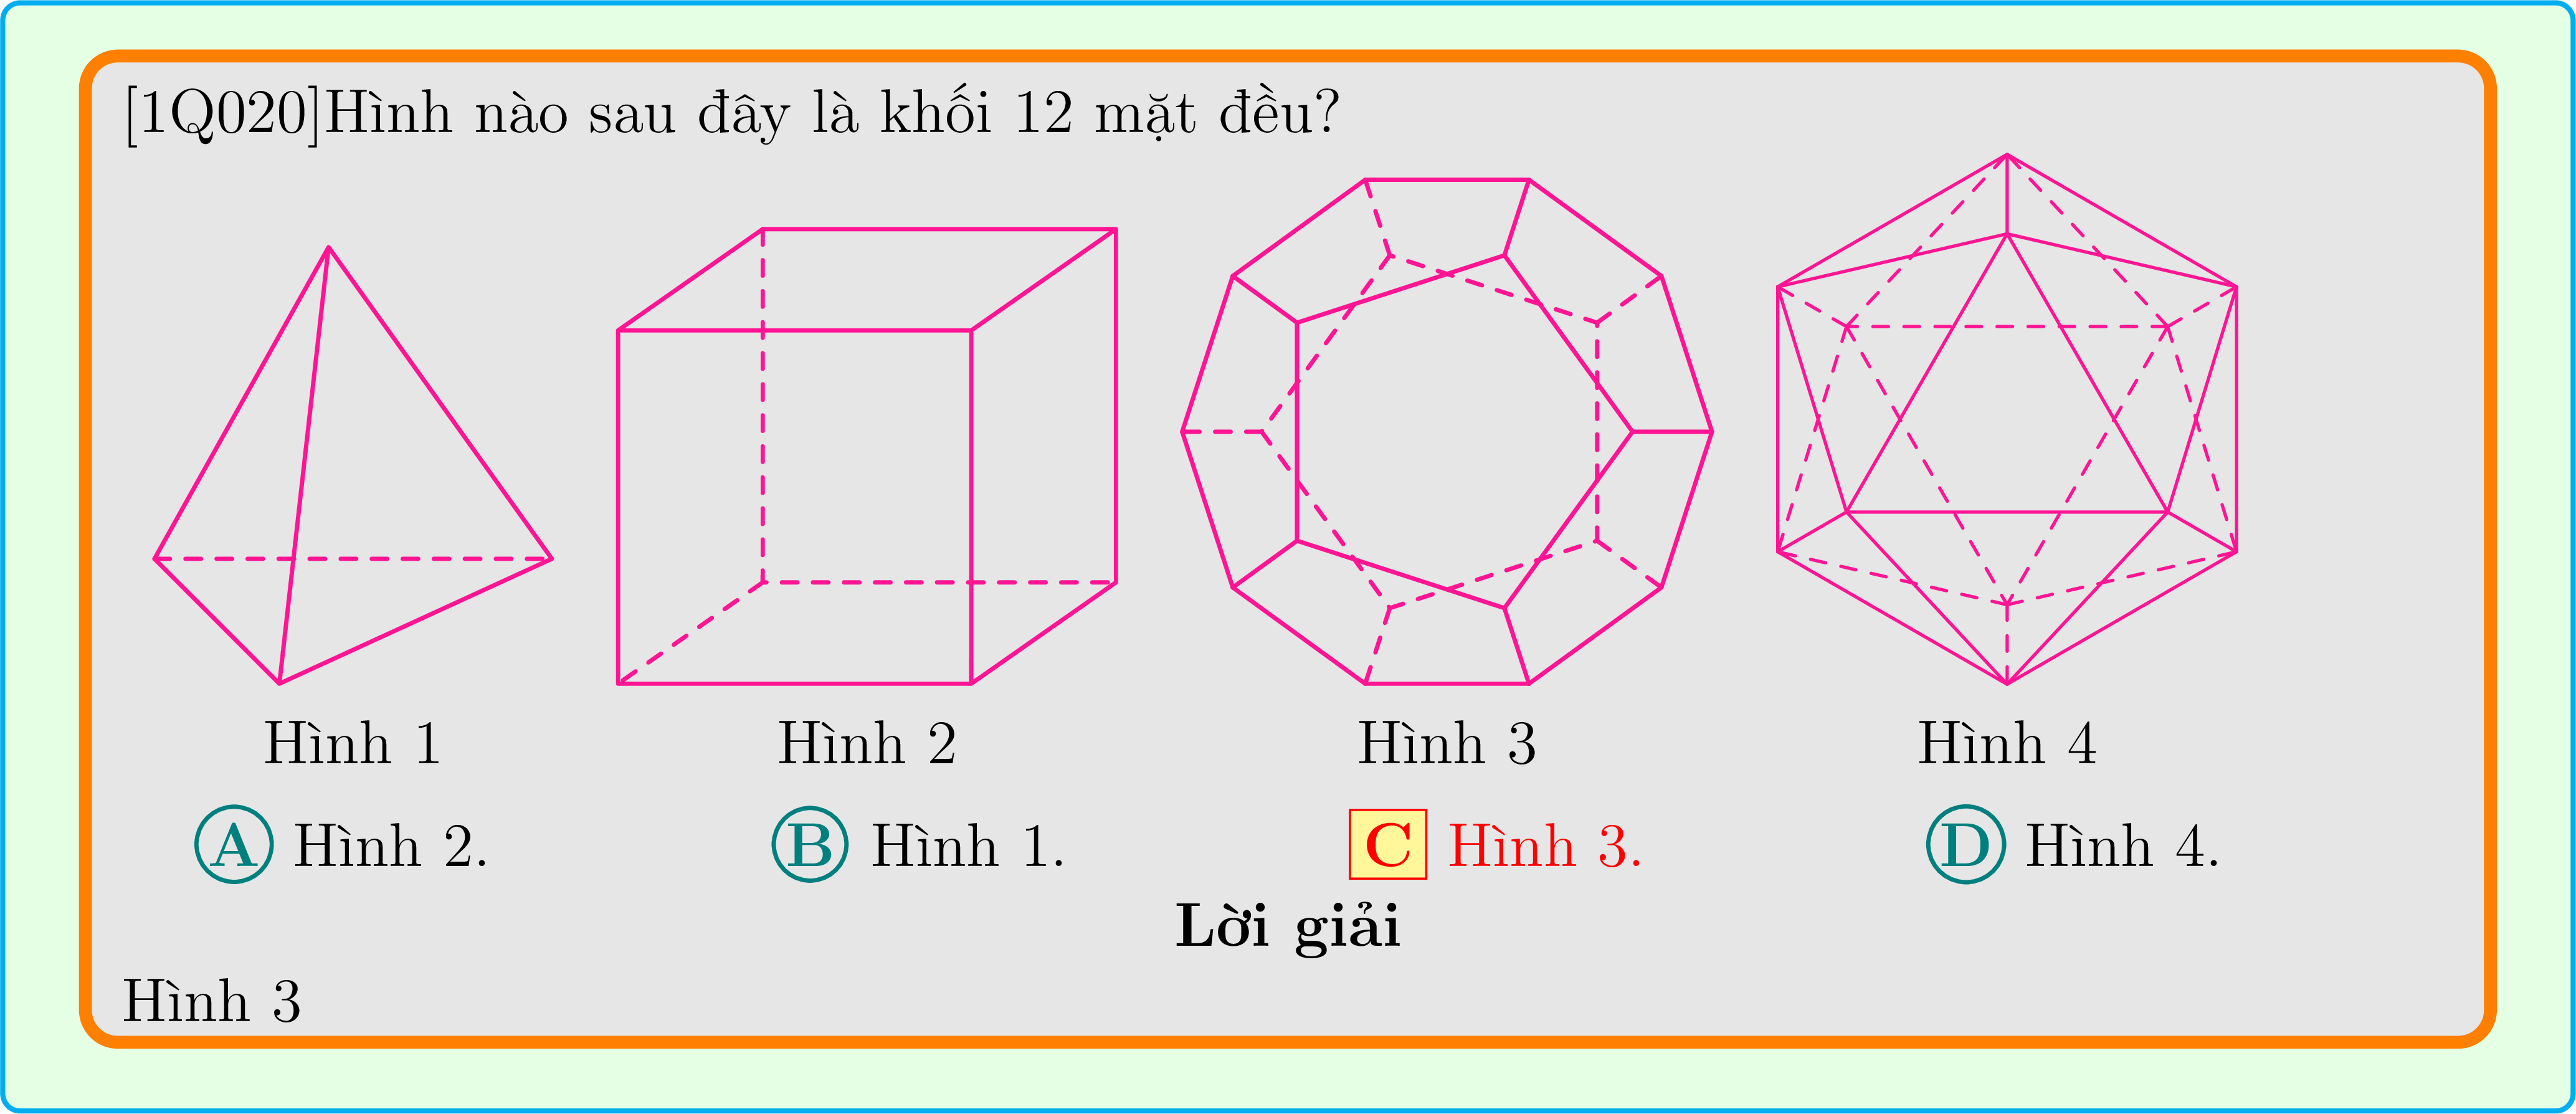 [1Q020]Hình nào sau đây là khối 12 mặt đều?
Hình 1 Hình 2 Hình 3 Hình 4
A Hình 2. B Hình 1. C Hình 3. D Hình 4.
Lời giải
Hình 3